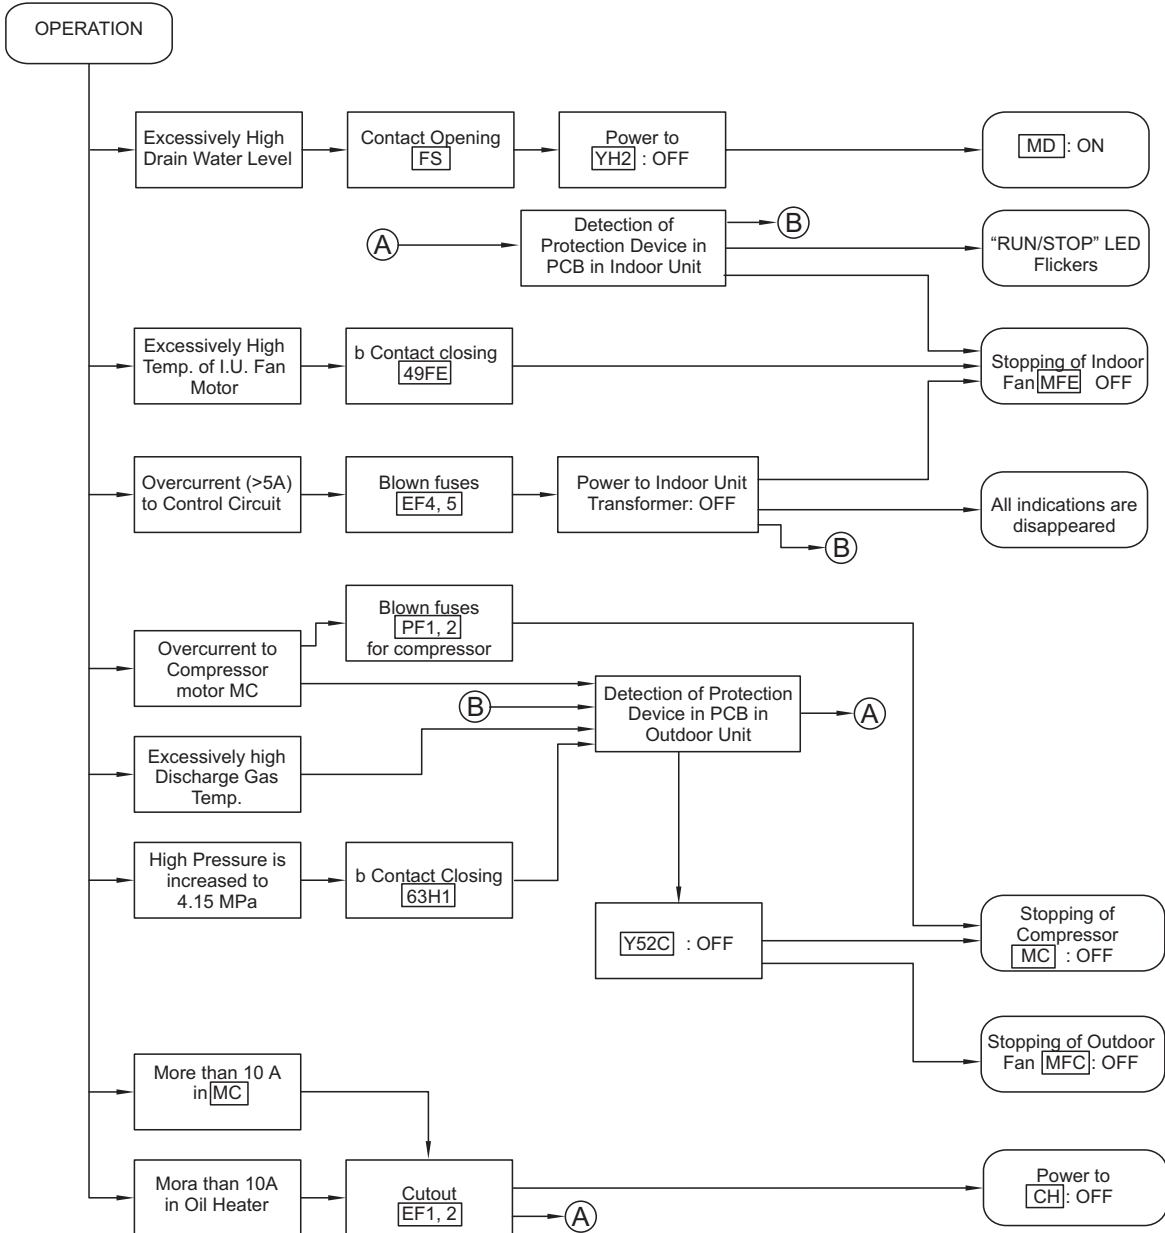 OPERATION
Excessively High
Drain Water Level
Contact Opening
FS
Power to
YH2 : OFF
MD : ON
A
Detection of
Protection Device in
PCB in Indoor Unit
B
“RUN/STOP” LED
Flickers
Excessively High
Temp. of I.U. Fan
Motor
b Contact closing
49FE
Stopping of Indoor
Fan MFE OFF
Overcurrent (>5A)
to Control Circuit
Blown fuses
EF4, 5
Power to Indoor Unit
Transformer: OFF
All indications are
disappeared
B
Overcurrent to
Compressor
motor MC
Blown fuses
PF1, 2
for compressor
B
Detection of Protection
Device in PCB in
Outdoor Unit
A
Excessively high
Discharge Gas
Temp.
High Pressure is
increased to
4.15 MPa
b Contact Closing
63H1
Y52C : OFF
Stopping of
Compressor
MC : OFF
Stopping of Outdoor
Fan MFC : OFF
More than 10 A
in MC
Mora than 10A
in Oil Heater
Cutout
EF1, 2
A
Power to
CH : OFF